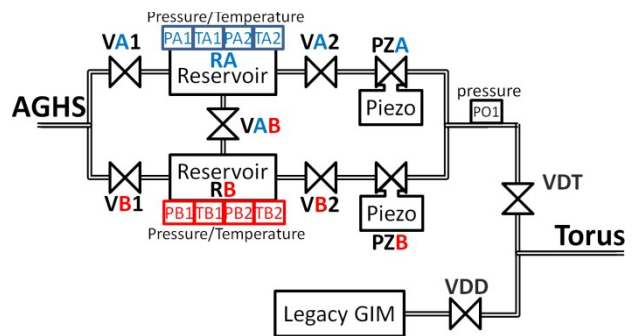 Pressure/Temperature
VA1
PA1 TA1 PA2 TA2
VA2
PZA
RA
Reservoir
AGHS
Piezo
pressure
PO1
VAB
Reservoir
RB
VDT
VB1
PB1 TB1 PB2 TB2
VB2
Piezo
Pressure/Temperature
PZB
Torus
VDD
Legacy GIM